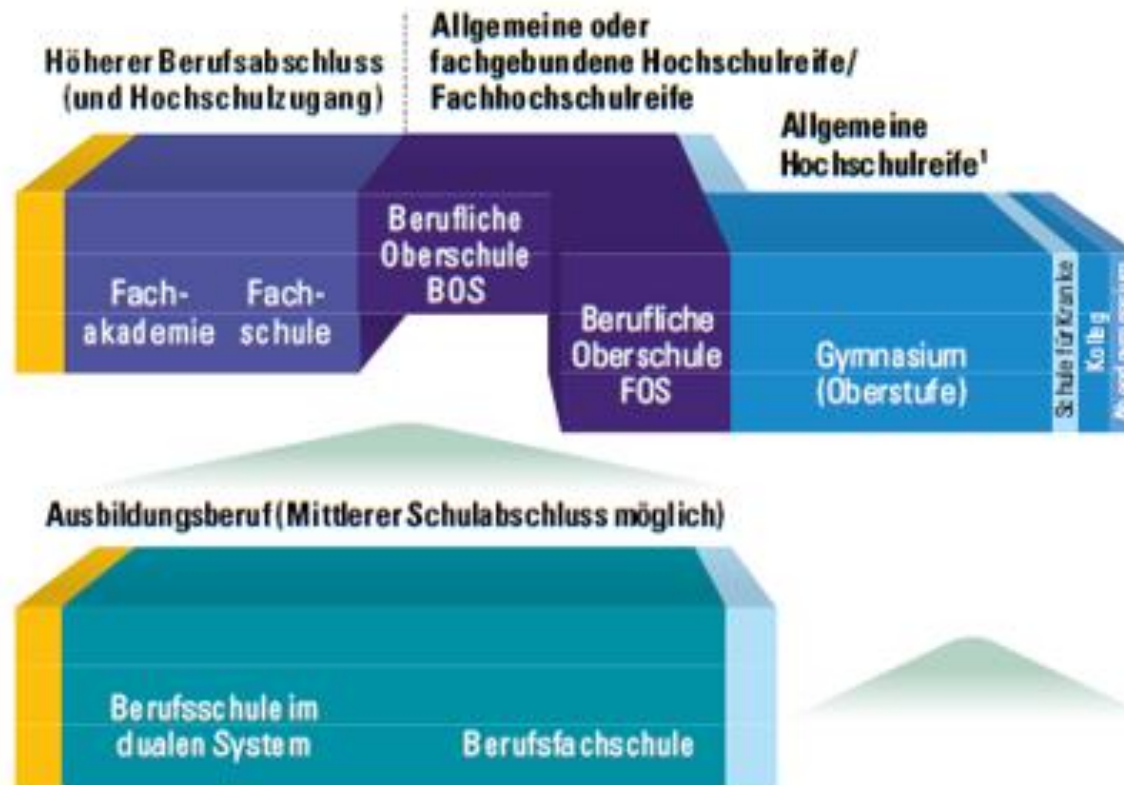 Höherer Berufsabschluss
(und Hochschulzugang)
Allgemeine oder
fachgebundene Hochschulreife/
Fachhochschulreife
Allgemeine
Hochschulreife¹
Fach-
akademie
Fach-
schule
Berufliche
Oberschule
BOS
Berufliche
Oberschule
FOS
Gymnasium
(Oberstufe)
Schule für Kranke
Kolleg
Ausbildungsberuf (Mittlerer Schulabschluss möglich)
Berufsschule im
dualen System
Berufsfachschule